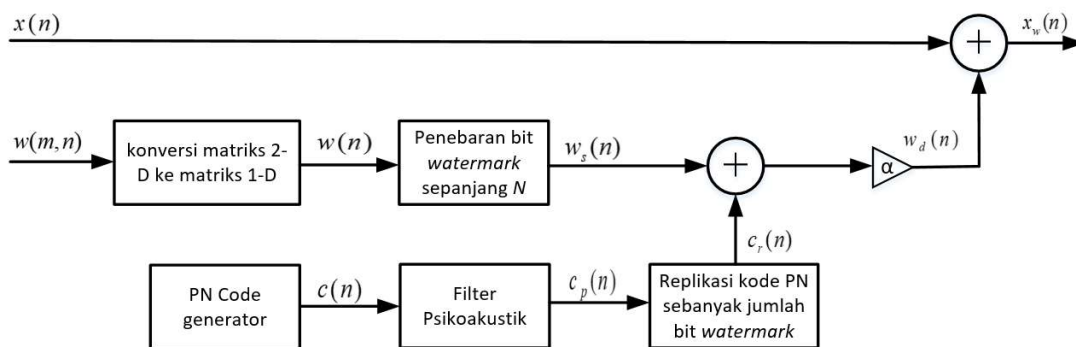 x(n)
+
x_w(n)
w(m,n)
konversi matriks 2-
D ke matriks 1-D
w(n)
Penebaran bit
watermark
sepanjang N
w_s(n)
+
α
w_d(n)
c_r(n)
PN Code
generator
c(n)
Filter
Psikoakustik
c_p(n)
Replikasi kode PN
sebanyak jumlah
bit watermark